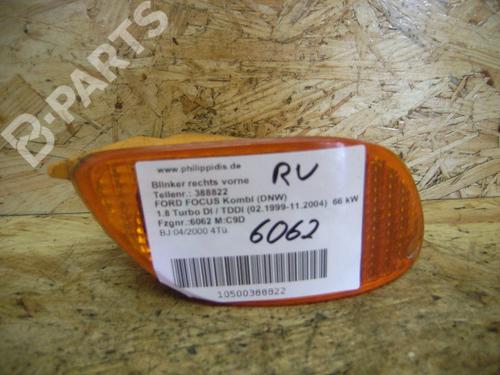 B-PARTS
www.philippidis.de
Blinker rechts vorne
Teilenr.: 388822
FORD FOCUS Kombi (DNW)
1.8 Turbo DI / TDDI (02.1999-11.2004) 66 kW
Fzgnr.:6062 M:C9D
BJ 04/2000 4Tü.
RV
6062
10500388822